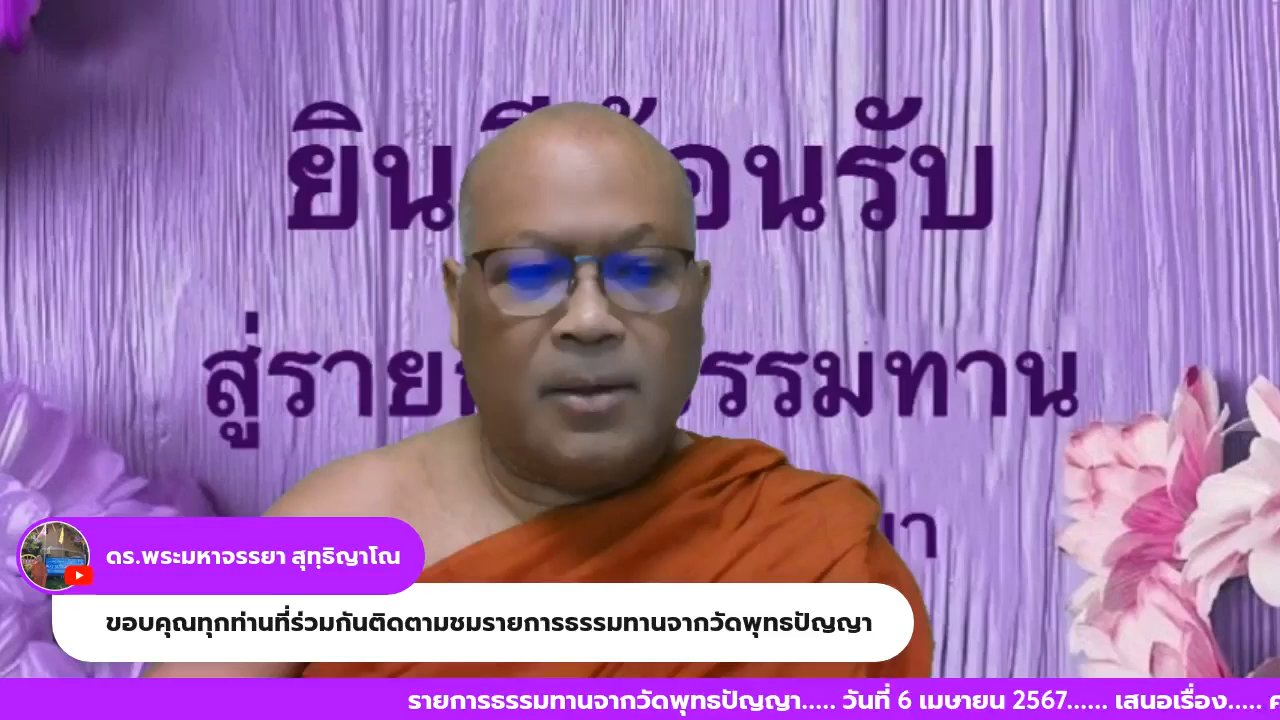 ยิน อนรับ
สู่ราย รรมทาน
ดร.พระมหาจรรยา สุทฺธิญาโณ
ขอบคุณทุกท่านที่ร่วมกันติดตามชมรายการธรรมทานจากวัดพุทธปัญญา
รายการธรรมทานจากวัดพุทธปัญญา..... วันที่ 6 เมษายน 2567...... เสนอเรื่อง.....